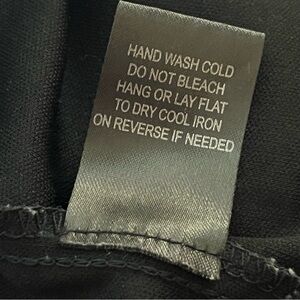 HAND WASH COLD
DO NOT BLEACH
HANG OR LAY FLAT
TO DRY COOL IRON
ON REVERSE IF NEEDED